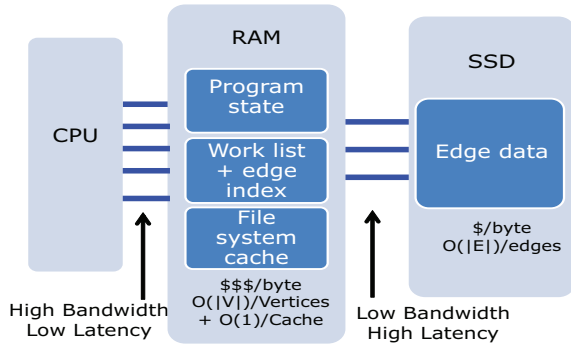 CPU
RAM
Program
state
Work list
+ edge
index
File
system
cache
$$$/byte
O(|V|)/Vertices
+ O(1)/Cache
SSD
Edge data
$/byte
O(|E|)/edges
High Bandwidth
Low Latency
Low Bandwidth
High Latency